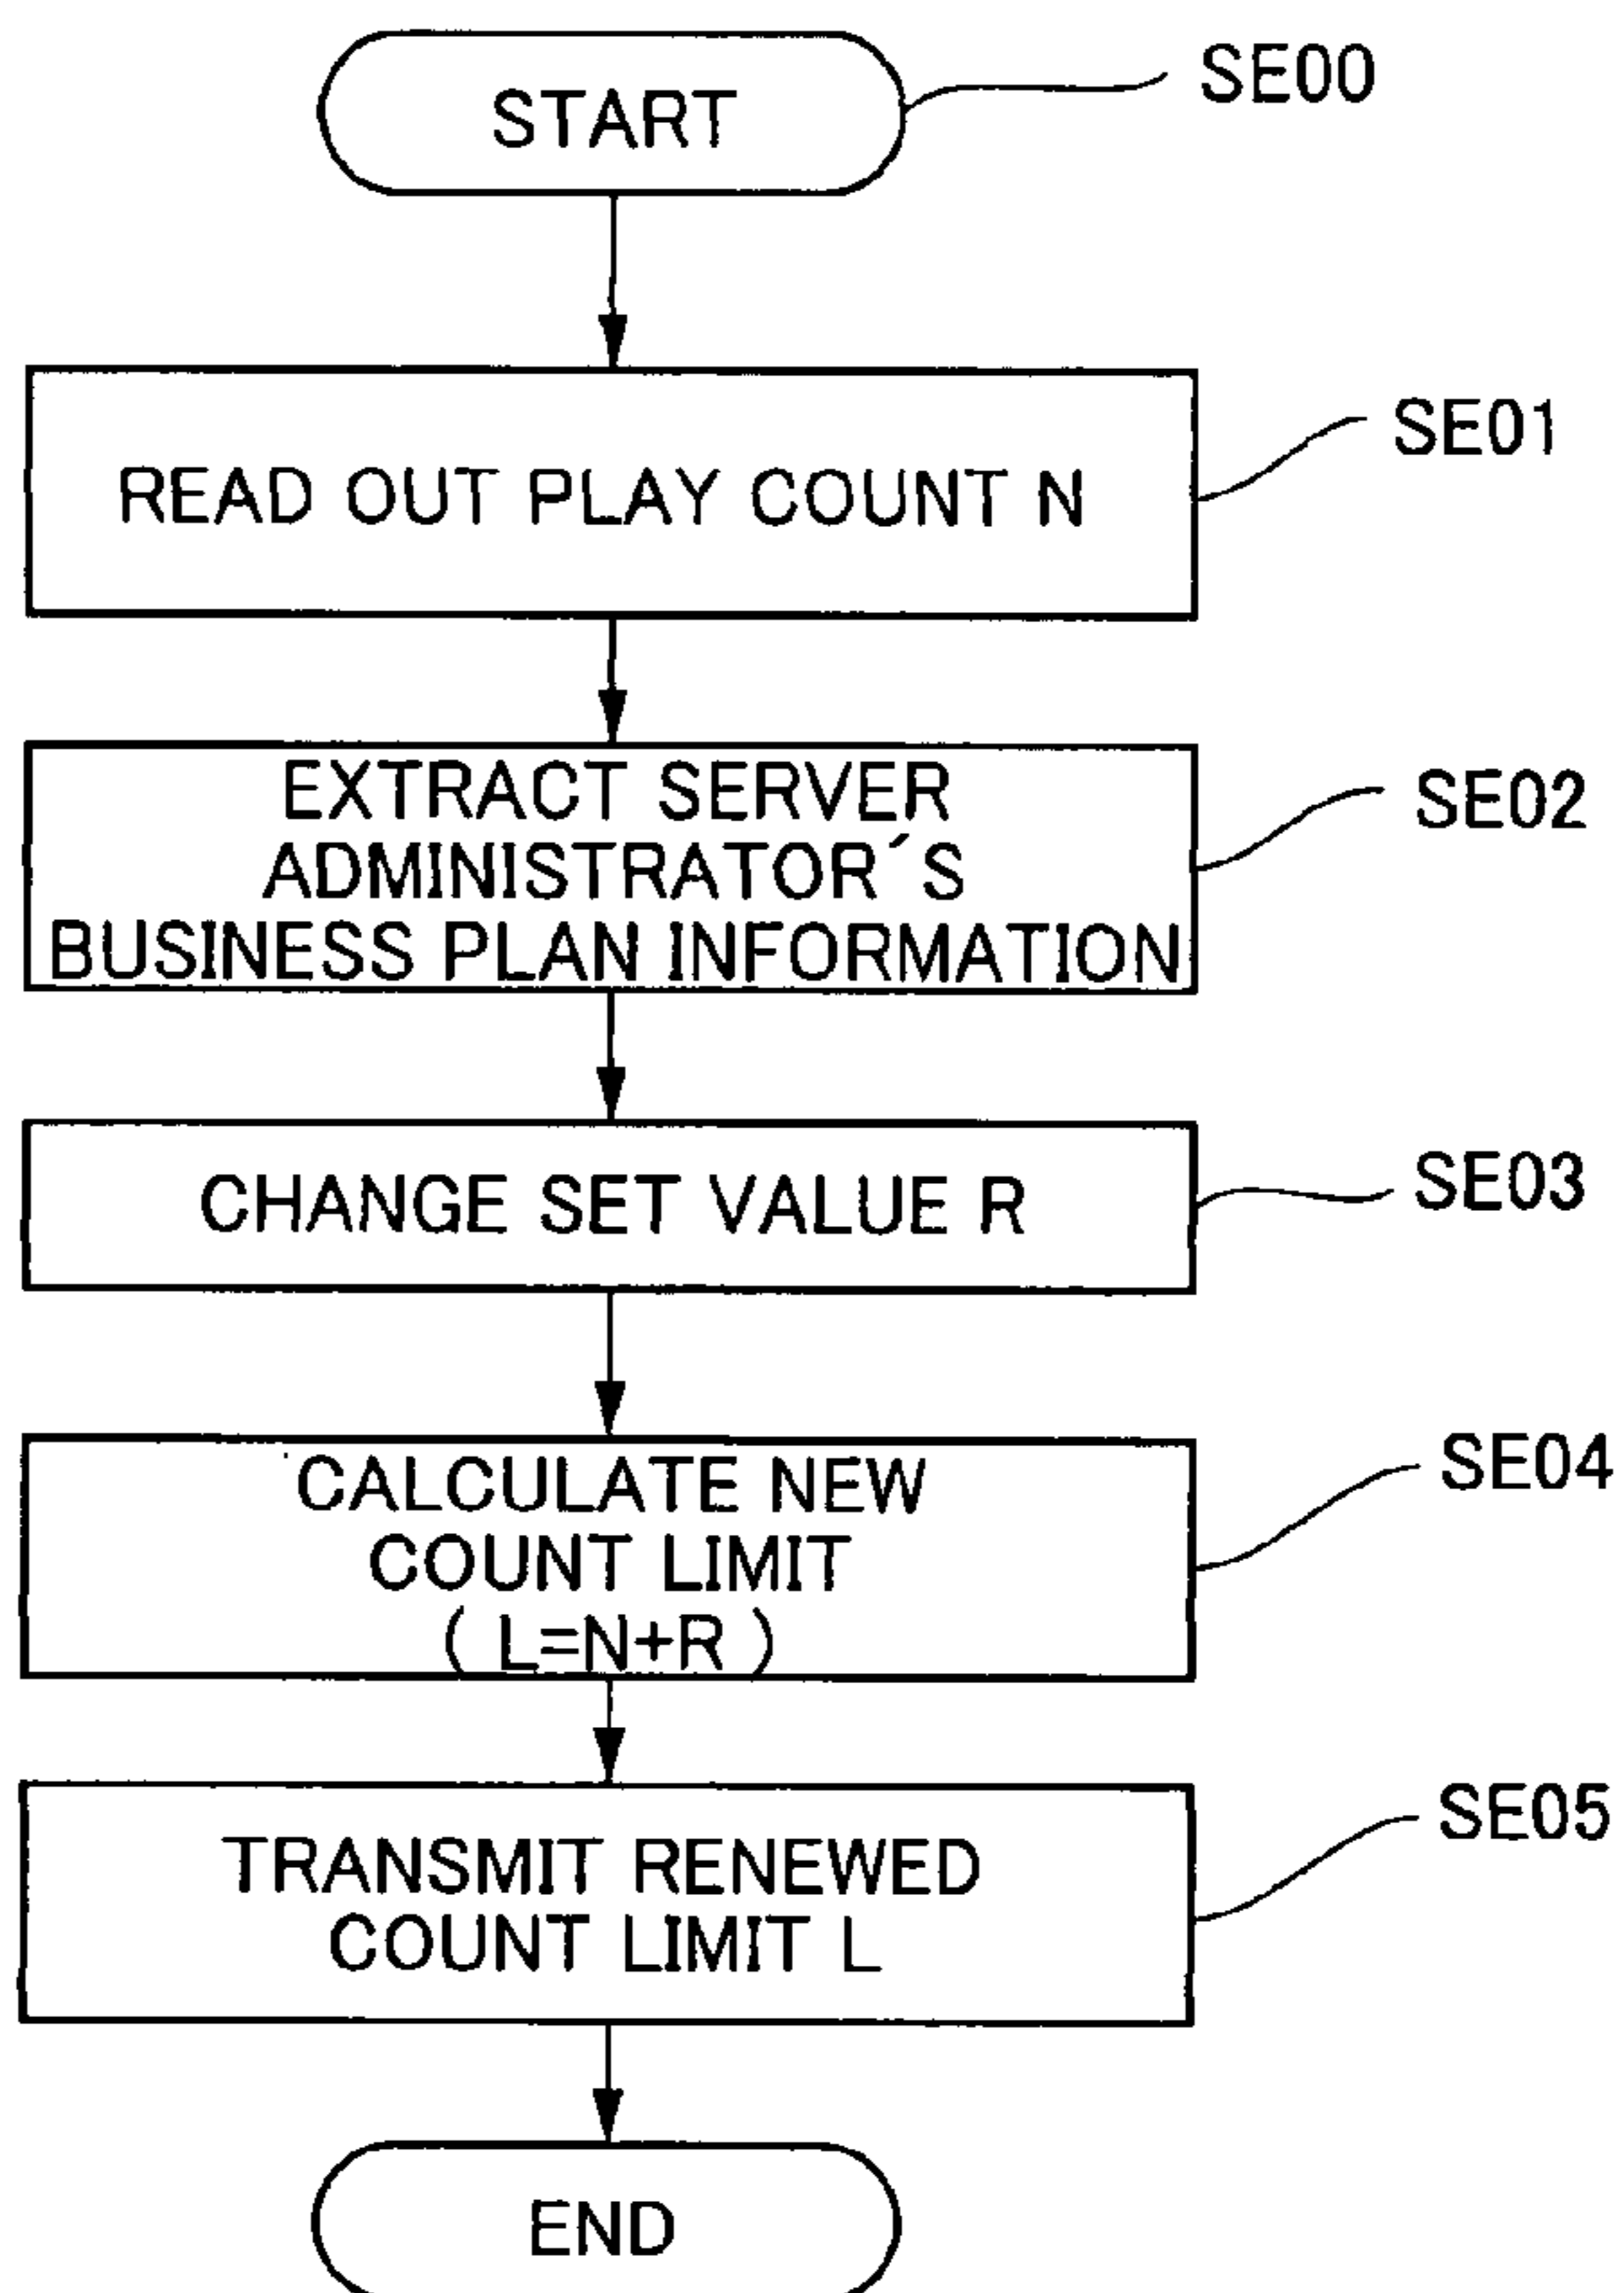 START
SE00
READ OUT PLAY COUNT N
SE01
EXTRACT SERVER
ADMINISTRATOR´S
BUSINESS PLAN INFORMATION
SE02
CHANGE SET VALUE R
SE03
CALCULATE NEW
COUNT LIMIT
( L=N+R )
SE04
TRANSMIT RENEWED
COUNT LIMIT L
SE05
END